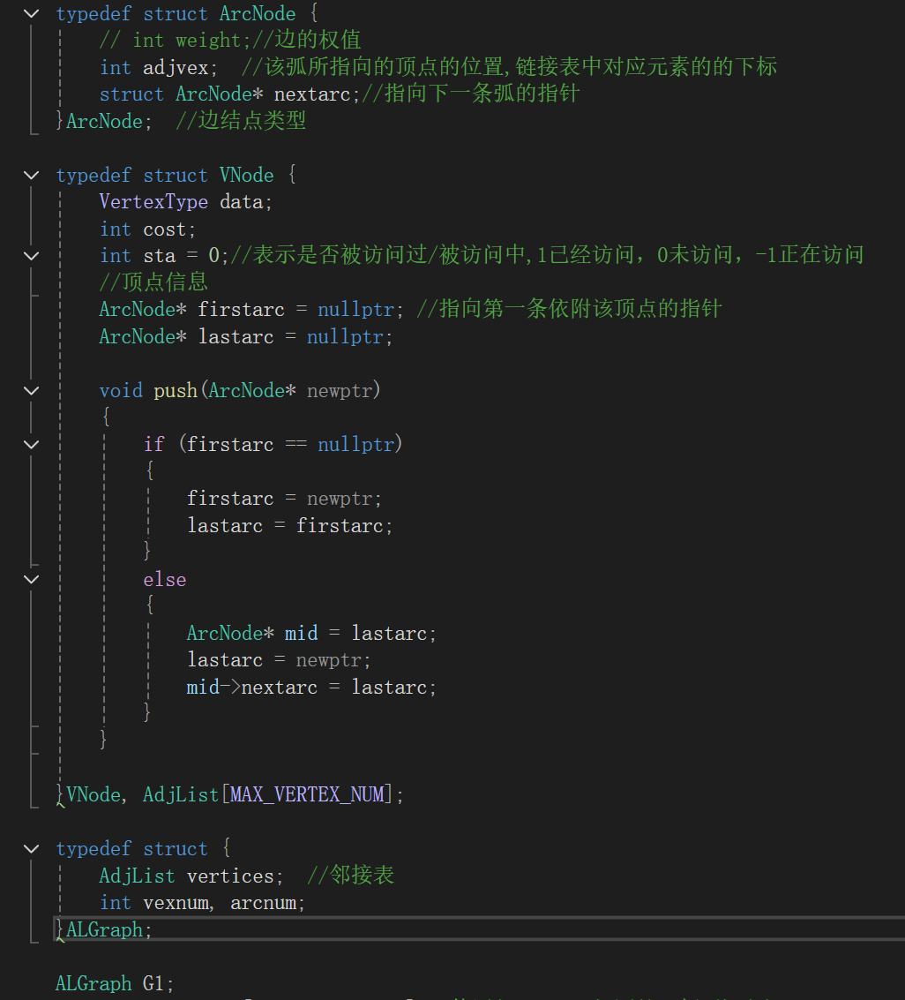 typedef struct ArcNode {
// int weight;//边的权值
int adjvex;  //该弧所指向的顶点的位置,链接表中对应元素的的下标
struct ArcNode* nextarc;//指向下一条弧的指针
}ArcNode;  //边结点类型
typedef struct VNode {
VertexType data;
int cost;
int sta = 0;//表示是否被访问过/被访问中,1已经访问，0未访问，-1正在访问
//顶点信息
ArcNode* firstarc = nullptr; //指向第一条依附该顶点的指针
ArcNode* lastarc = nullptr;
void push(ArcNode* newptr)
{
if (firstarc == nullptr)
{
firstarc = newptr;
lastarc = firstarc;
}
else
{
ArcNode* mid = lastarc;
lastarc = newptr;
mid->nextarc = lastarc;
}
}
}VNode, AdjList[MAX_VERTEX_NUM];
typedef struct {
AdjList vertices;  //邻接表
int vexnum, arcnum;
}ALGraph;
ALGraph G1;